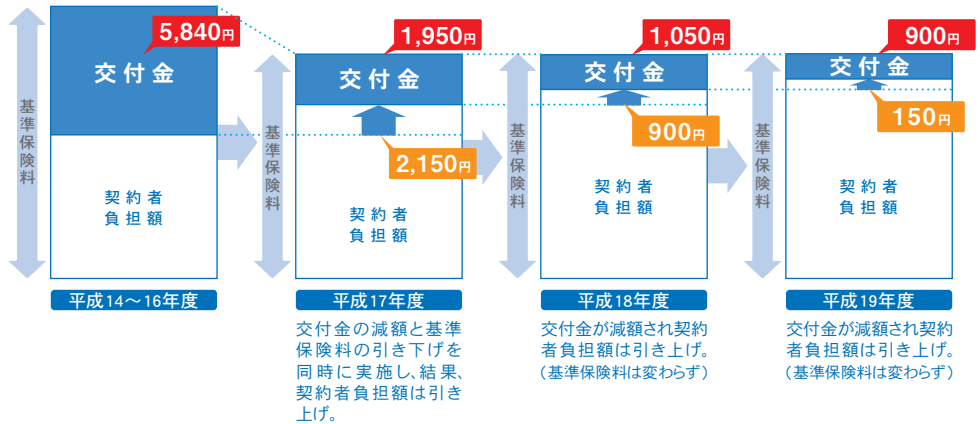 基準保険料
5,840円
交付金
契約者
負担額
平成14～16年度
基準保険料
1,950円
交付金
2,150円
契約者
負担額
平成17年度
交付金の減額と基準
保険料の引き下げを
同時に実施し、結果、
契約者負担額は引き
上げ。
基準保険料
1,050円
交付金
900円
契約者
負担額
平成18年度
交付金が減額され契約
者負担額は引き上げ。
（基準保険料は変わらず）
基準保険料
900円
交付金
150円
契約者
負担額
平成19年度
交付金が減額され契約
者負担額は引き上げ。
（基準保険料は変わらず）